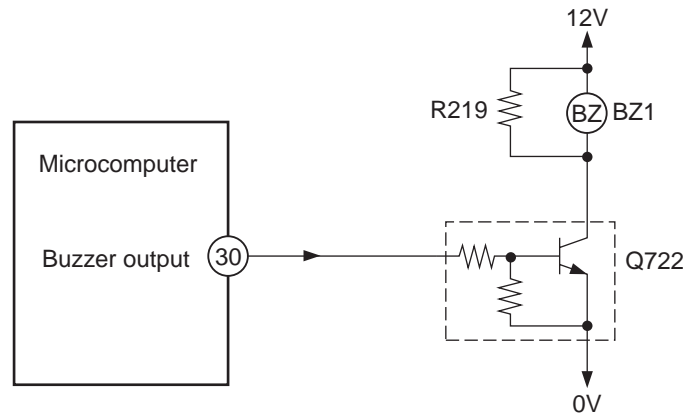 12V
R219
BZ
BZ1
Microcomputer
Buzzer output
30
Q722
0V